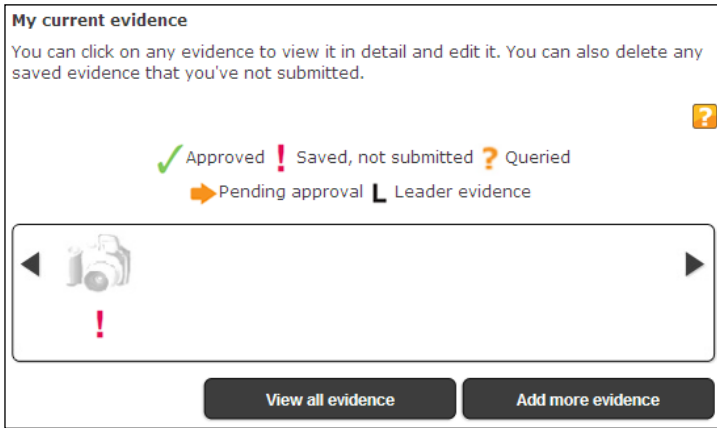 My current evidence
You can click on any evidence to view it in detail and edit it. You can also delete any
saved evidence that you've not submitted.
?
Approved ! Saved, not submitted ? Queried
Pending approval L Leader evidence
!
View all evidence Add more evidence